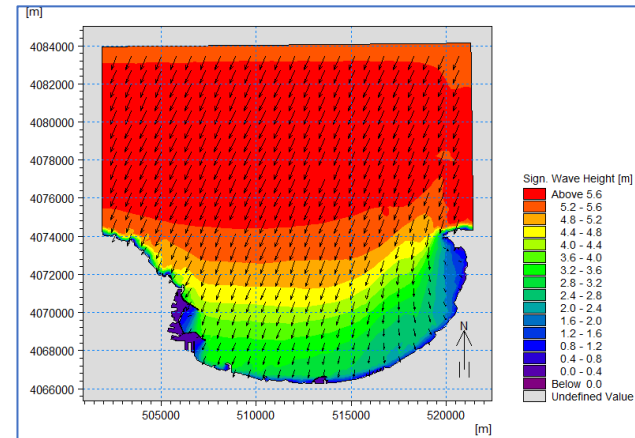 [m]
4084000
4082000
4080000
4078000
4076000
4074000
4072000
4070000
4068000
4066000
505000 510000 515000 520000
[m]
N
Sign. Wave Height [m]
Above 5.6
5.2 - 5.6
4.8 - 5.2
4.4 - 4.8
4.0 - 4.4
3.6 - 4.0
3.2 - 3.6
2.8 - 3.2
2.4 - 2.8
2.0 - 2.4
1.6 - 2.0
1.2 - 1.6
0.8 - 1.2
0.4 - 0.8
0.0 - 0.4
Below 0.0
Undefined Value